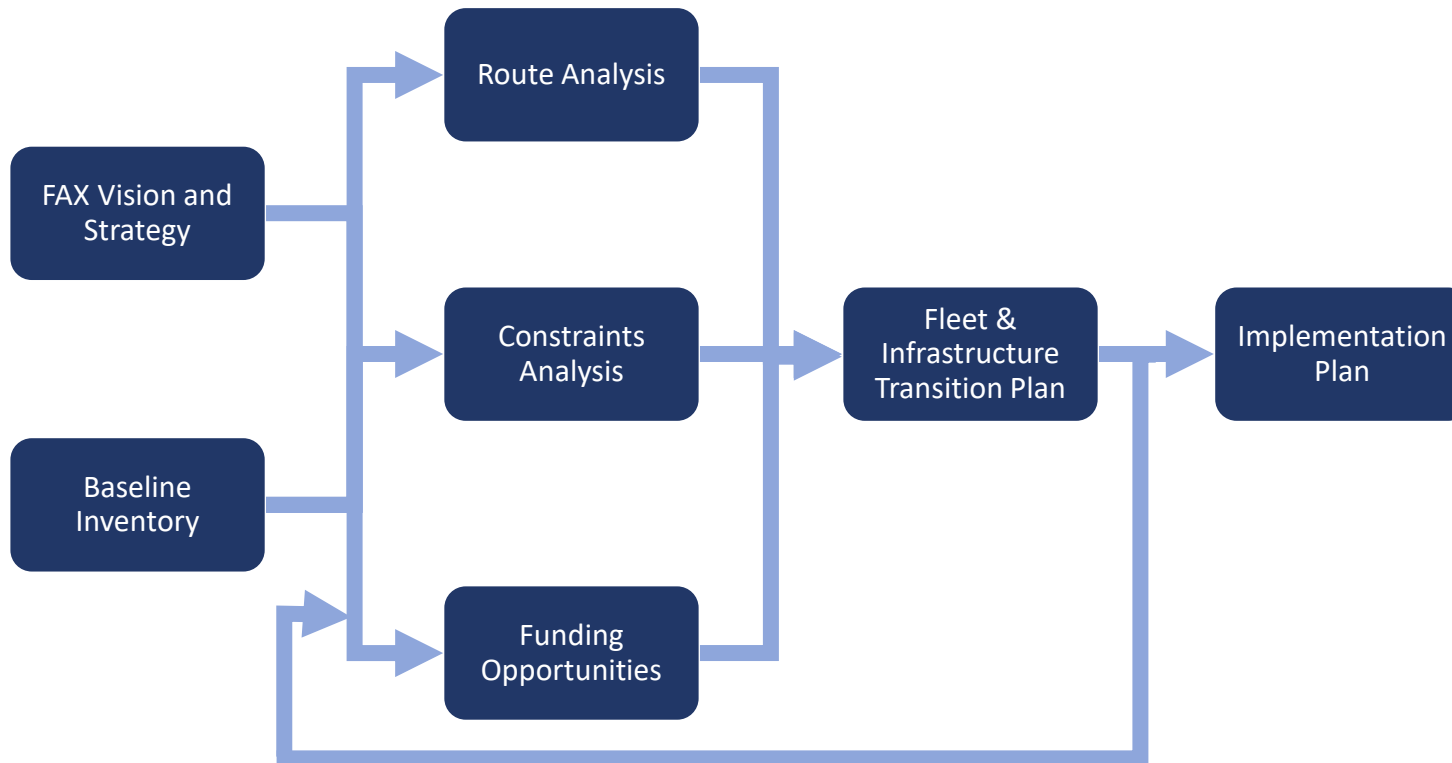 FAX Vision and
Strategy
Baseline
Inventory
Route Analysis
Constraints
Analysis
Funding
Opportunities
Fleet &
Infrastructure
Transition Plan
Implementation
Plan